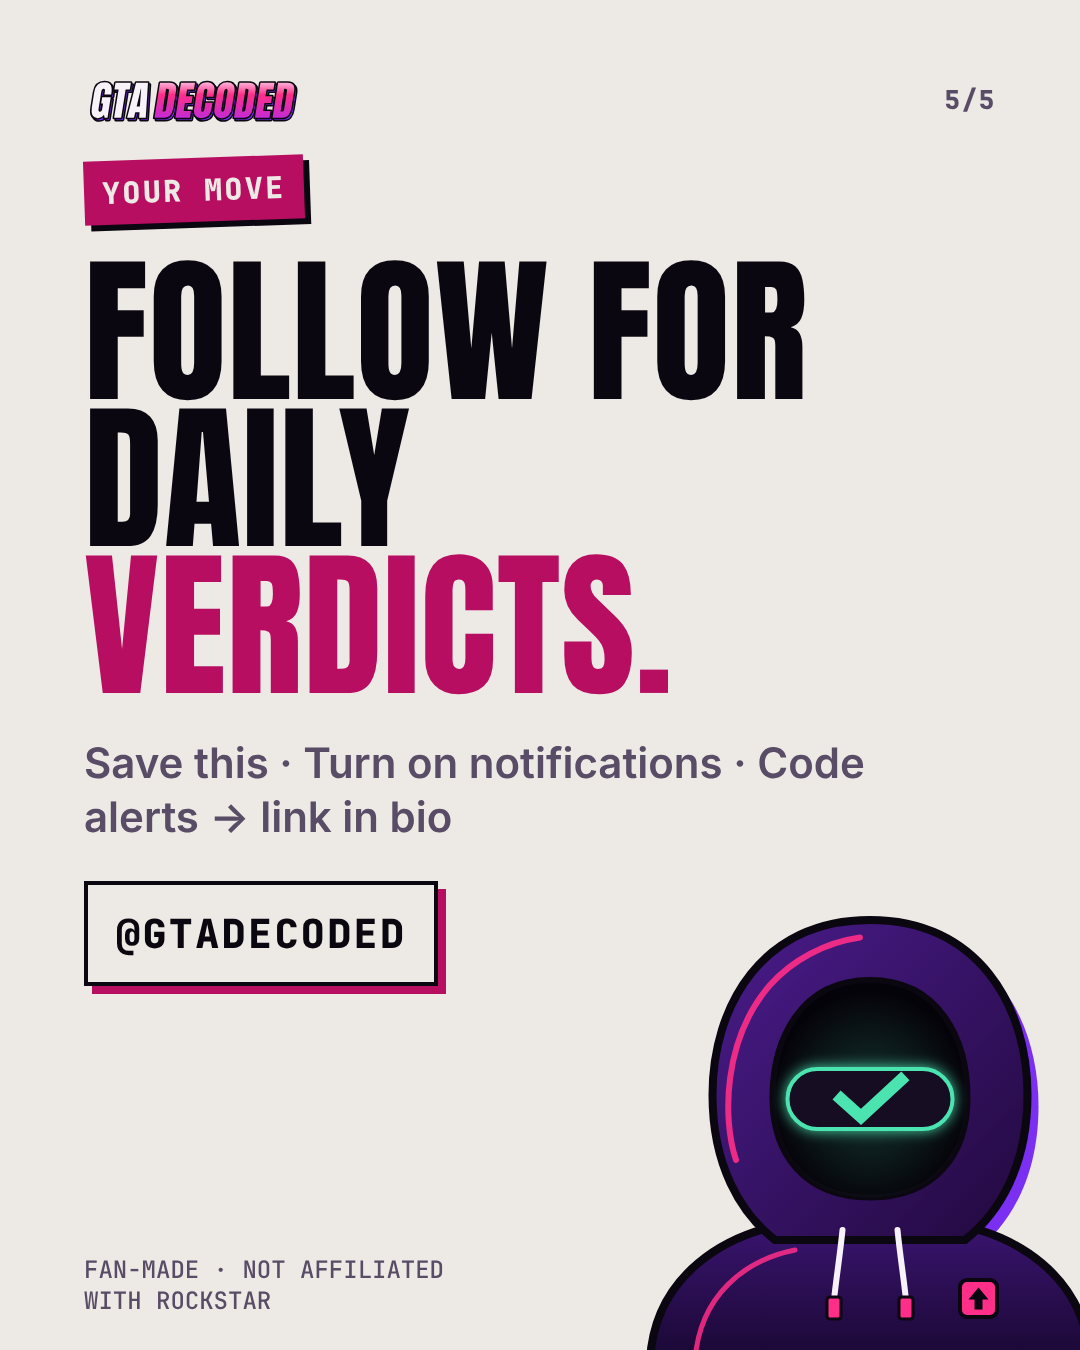 GTA DECODED
5/5
YOUR MOVE
FOLLOW FOR
DAILY
VERDICTS.
Save this · Turn on notifications · Code
alerts → link in bio
@GTADECODED
FAN-MADE · NOT AFFILIATED
WITH ROCKSTAR